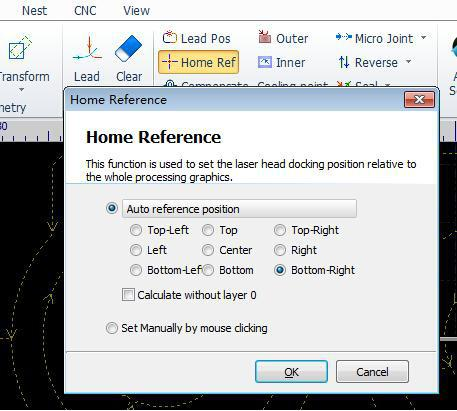 Nest CNC View
Lead Pos Outer Micro Joint
Transform Lead Clear Home Ref Inner Reverse
Compensate Cooling point Seal
Home Reference
30
Home Reference
This function is used to set the laser head docking position relative to
the whole processing graphics.
Auto reference position
Top-Left Top Top-Right
Left Center Right
Bottom-Left Bottom Bottom-Right
Calculate without layer 0
Set Manually by mouse clicking
OK Cancel